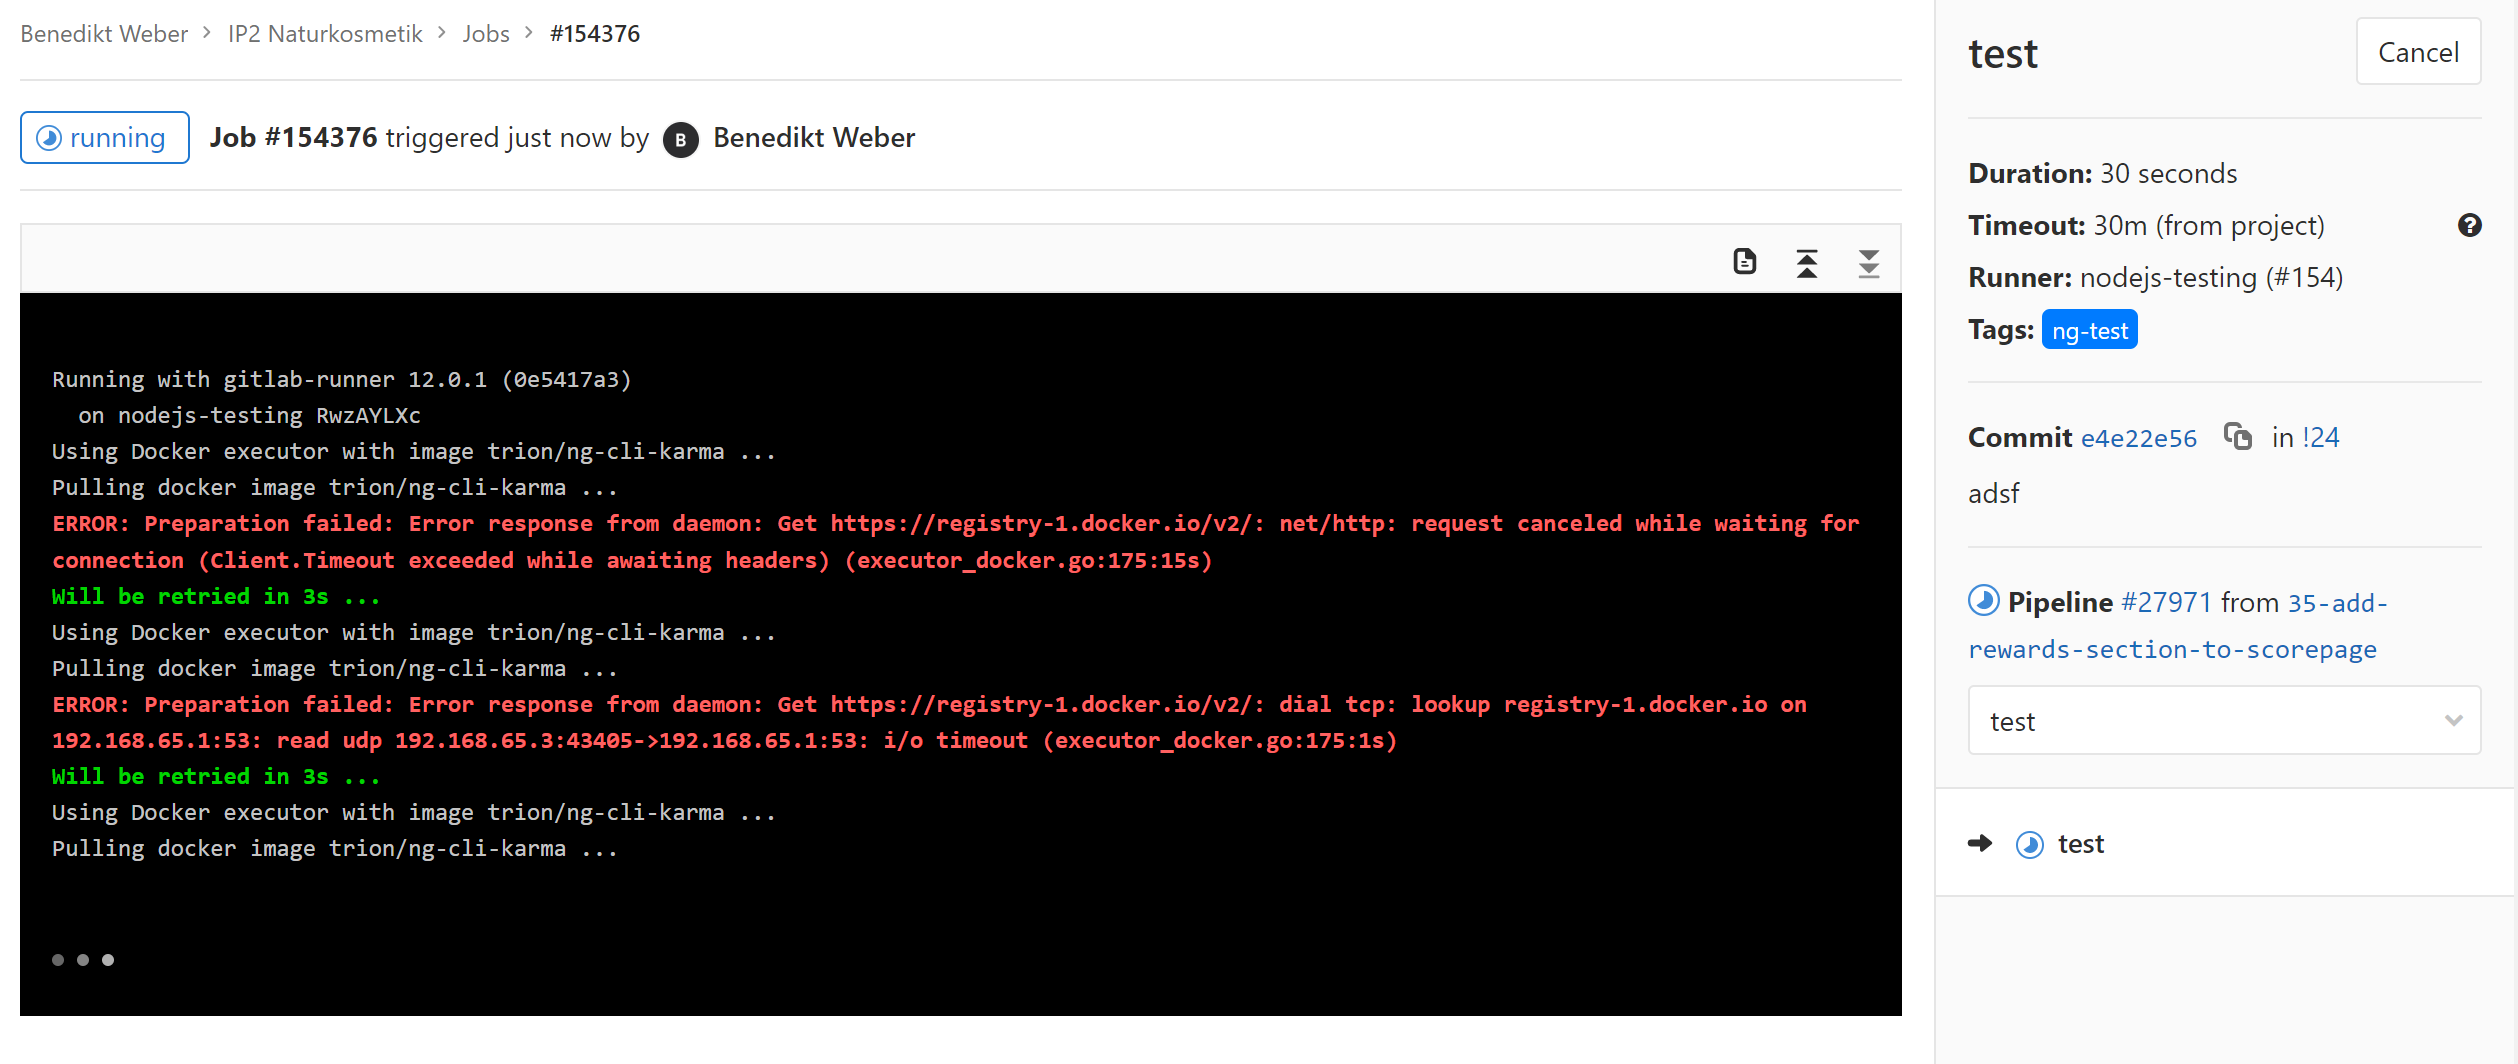 Benedikt Weber > IP2 Naturkosmetik > Jobs > #154376
running Job #154376 triggered just now by B Benedikt Weber
Running with gitlab-runner 12.0.1 (0e5417a3)
  on nodejs-testing RwzAYLXc
Using Docker executor with image trion/ng-cli-karma ...
Pulling docker image trion/ng-cli-karma ...
ERROR: Preparation failed: Error response from daemon: Get https://registry-1.docker.io/v2/: net/http: request canceled while waiting for
connection (Client.Timeout exceeded while awaiting headers) (executor_docker.go:175:15s)
Will be retried in 3s ...
Using Docker executor with image trion/ng-cli-karma ...
Pulling docker image trion/ng-cli-karma ...
ERROR: Preparation failed: Error response from daemon: Get https://registry-1.docker.io/v2/: dial tcp: lookup registry-1.docker.io on
192.168.65.1:53: read udp 192.168.65.3:43405->192.168.65.1:53: i/o timeout (executor_docker.go:175:1s)
Will be retried in 3s ...
Using Docker executor with image trion/ng-cli-karma ...
Pulling docker image trion/ng-cli-karma ...
test
Cancel
Duration: 30 seconds
Timeout: 30m (from project) ?
Runner: nodejs-testing (#154)
Tags: ng-test
Commit e4e22e56 in !24
adsf
Pipeline #27971 from 35-add-
rewards-section-to-scorepage
test
test